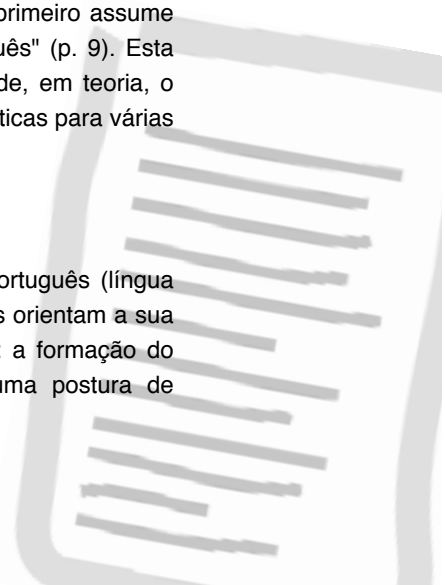 primeiro assume
uês" (p. 9). Esta
de, em teoria, o
ticas para várias
ortuguês (língua
s orientam a sua
a formação do
uma postura de